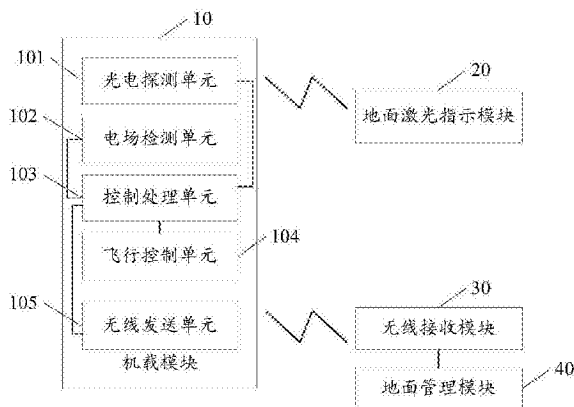 10
101
光电探测单元
20
102
地面激光指示模块
电场检测单元
103
控制处理单元
104
飞行控制单元
30
105
无线发送单元
无线接收模块
机载模块
40
地面管理模块